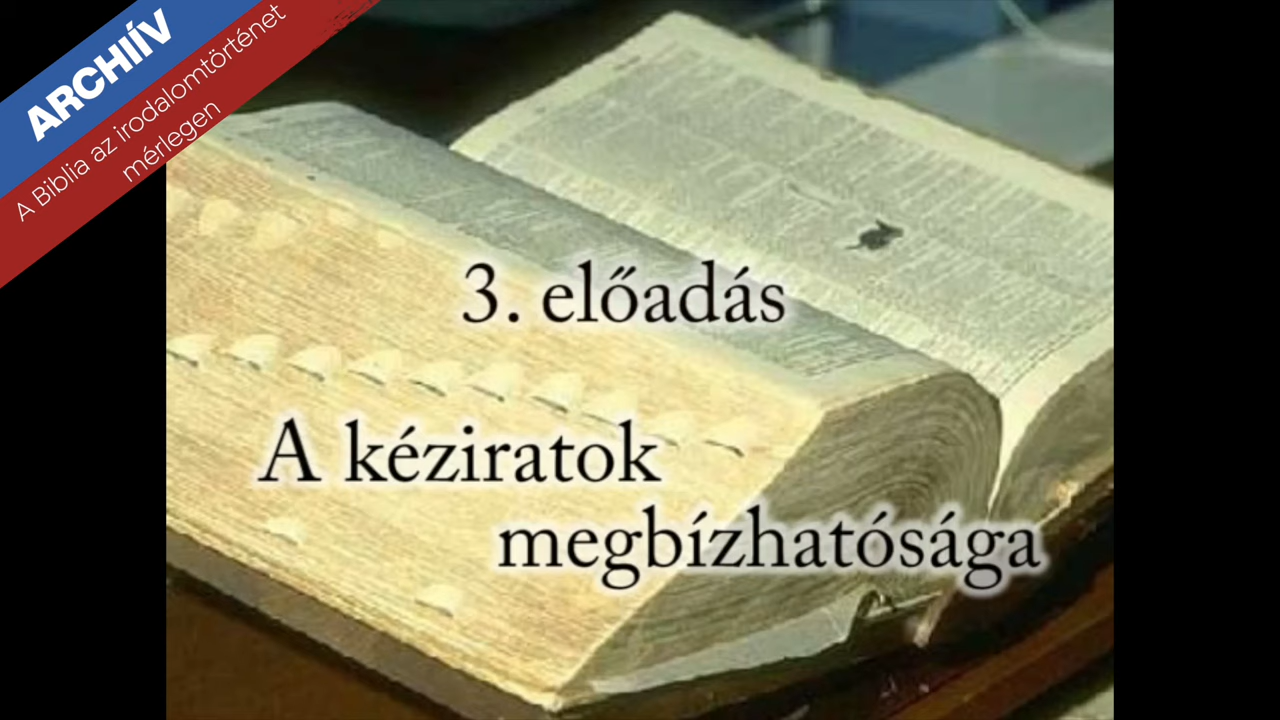 ARCHÍV
A Biblia az irodalomtörténet
mérlegen
3. előadás
A kéziratok
megbízhatósága